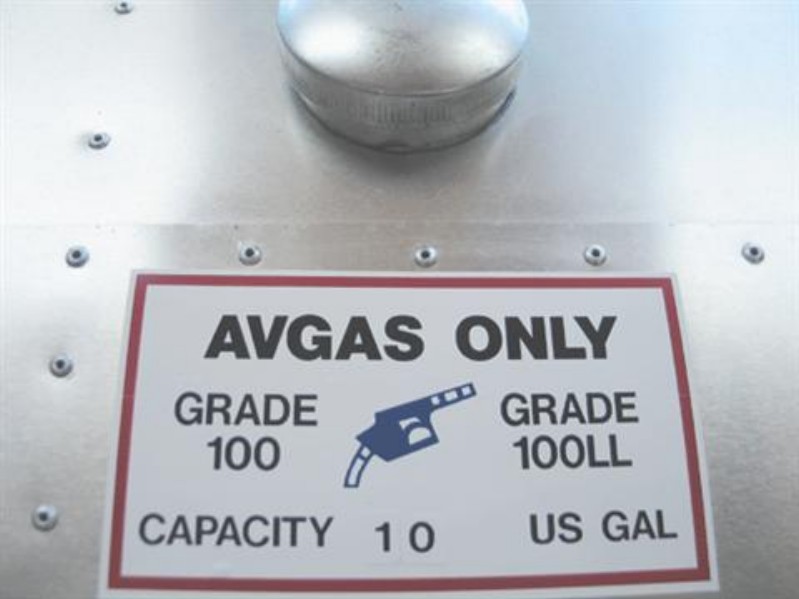 AVGAS ONLY
GRADE 100
GRADE 100LL
CAPACITY 10 US GAL